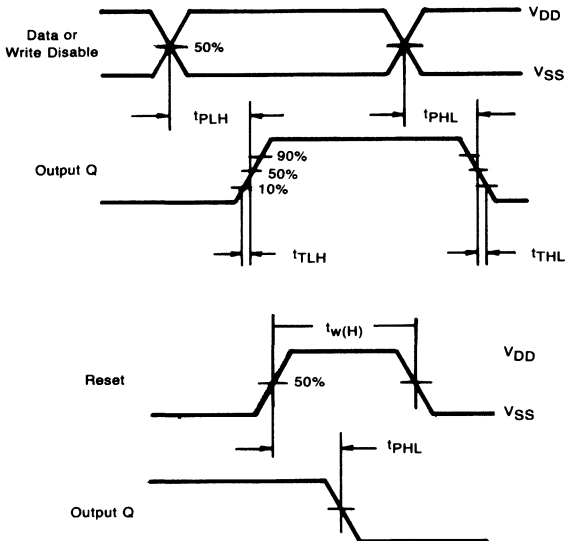 Data or
Write Disable
50%
VDD
VSS
tPLH
tPHL
Output Q
90%
50%
10%
tTLH
tTHL
tw(H)
Reset
50%
VDD
VSS
tPHL
Output Q